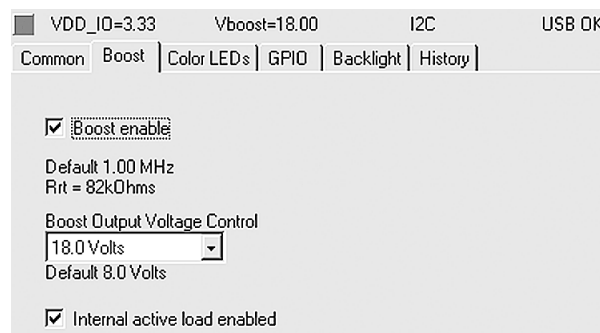 VDD_IO=3.33 Vboost=18.00 I2C USB OK
Common Boost Color LEDs GPIO Backlight History
Boost enable
Default 1.00 MHz
Rrt = 82kOhms
Boost Output Voltage Control
18.0 Volts
Default 8.0 Volts
Internal active load enabled